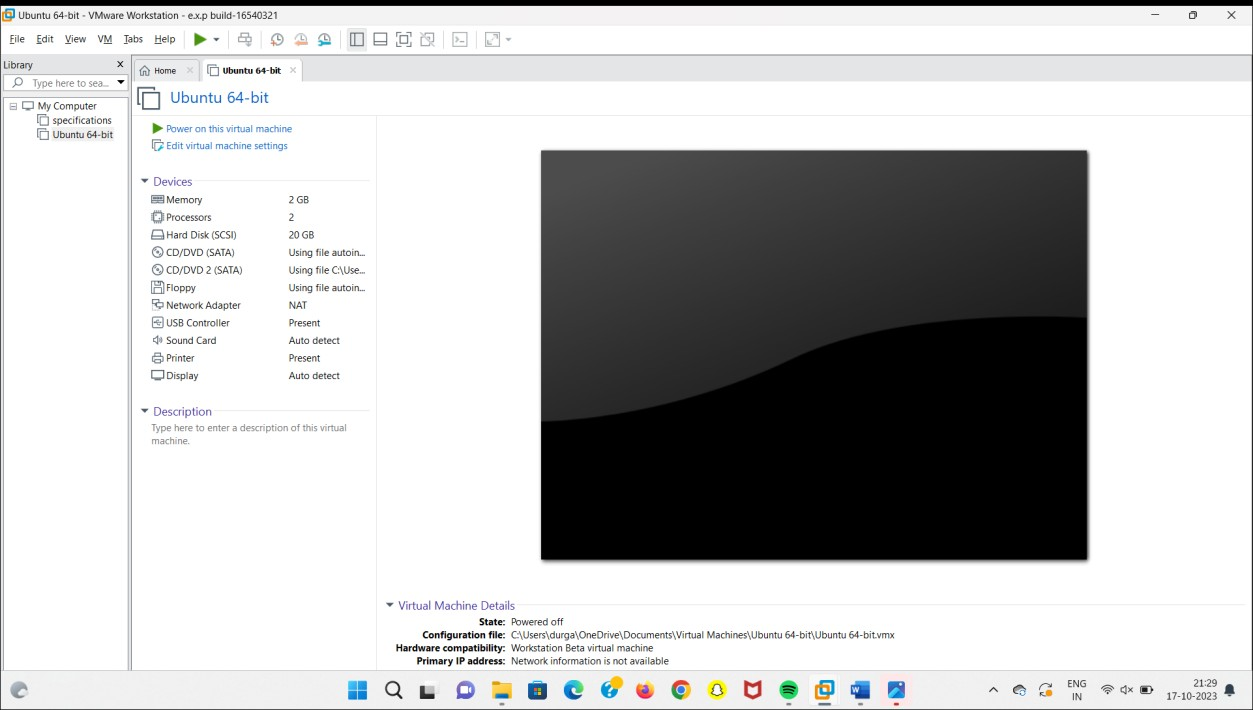 Ubuntu 64-bit - VMware Workstation - e.x.p build-16540321
File Edit View VM Tabs Help
Library x
Type here to sea...
Home
Ubuntu 64-bit
My Computer
specifications
Ubuntu 64-bit
Ubuntu 64-bit
Power on this virtual machine
Edit virtual machine settings
Devices
Memory 2 GB
Processors 2
Hard Disk (SCSI) 20 GB
CD/DVD (SATA) Using file autoin...
CD/DVD 2 (SATA) Using file C:\Use...
Floppy Using file autoin...
Network Adapter NAT
USB Controller Present
Sound Card Auto detect
Printer Present
Display Auto detect
Description
Type here to enter a description of this virtual
machine.
Virtual Machine Details
State: Powered off
Configuration file: C:\Users\durga\OneDrive\Documents\Virtual Machines\Ubuntu 64-bit\Ubuntu 64-bit.vmx
Hardware compatibility: Workstation Beta virtual machine
Primary IP address: Network information is not available
ENG
IN
21:29
17-10-2023